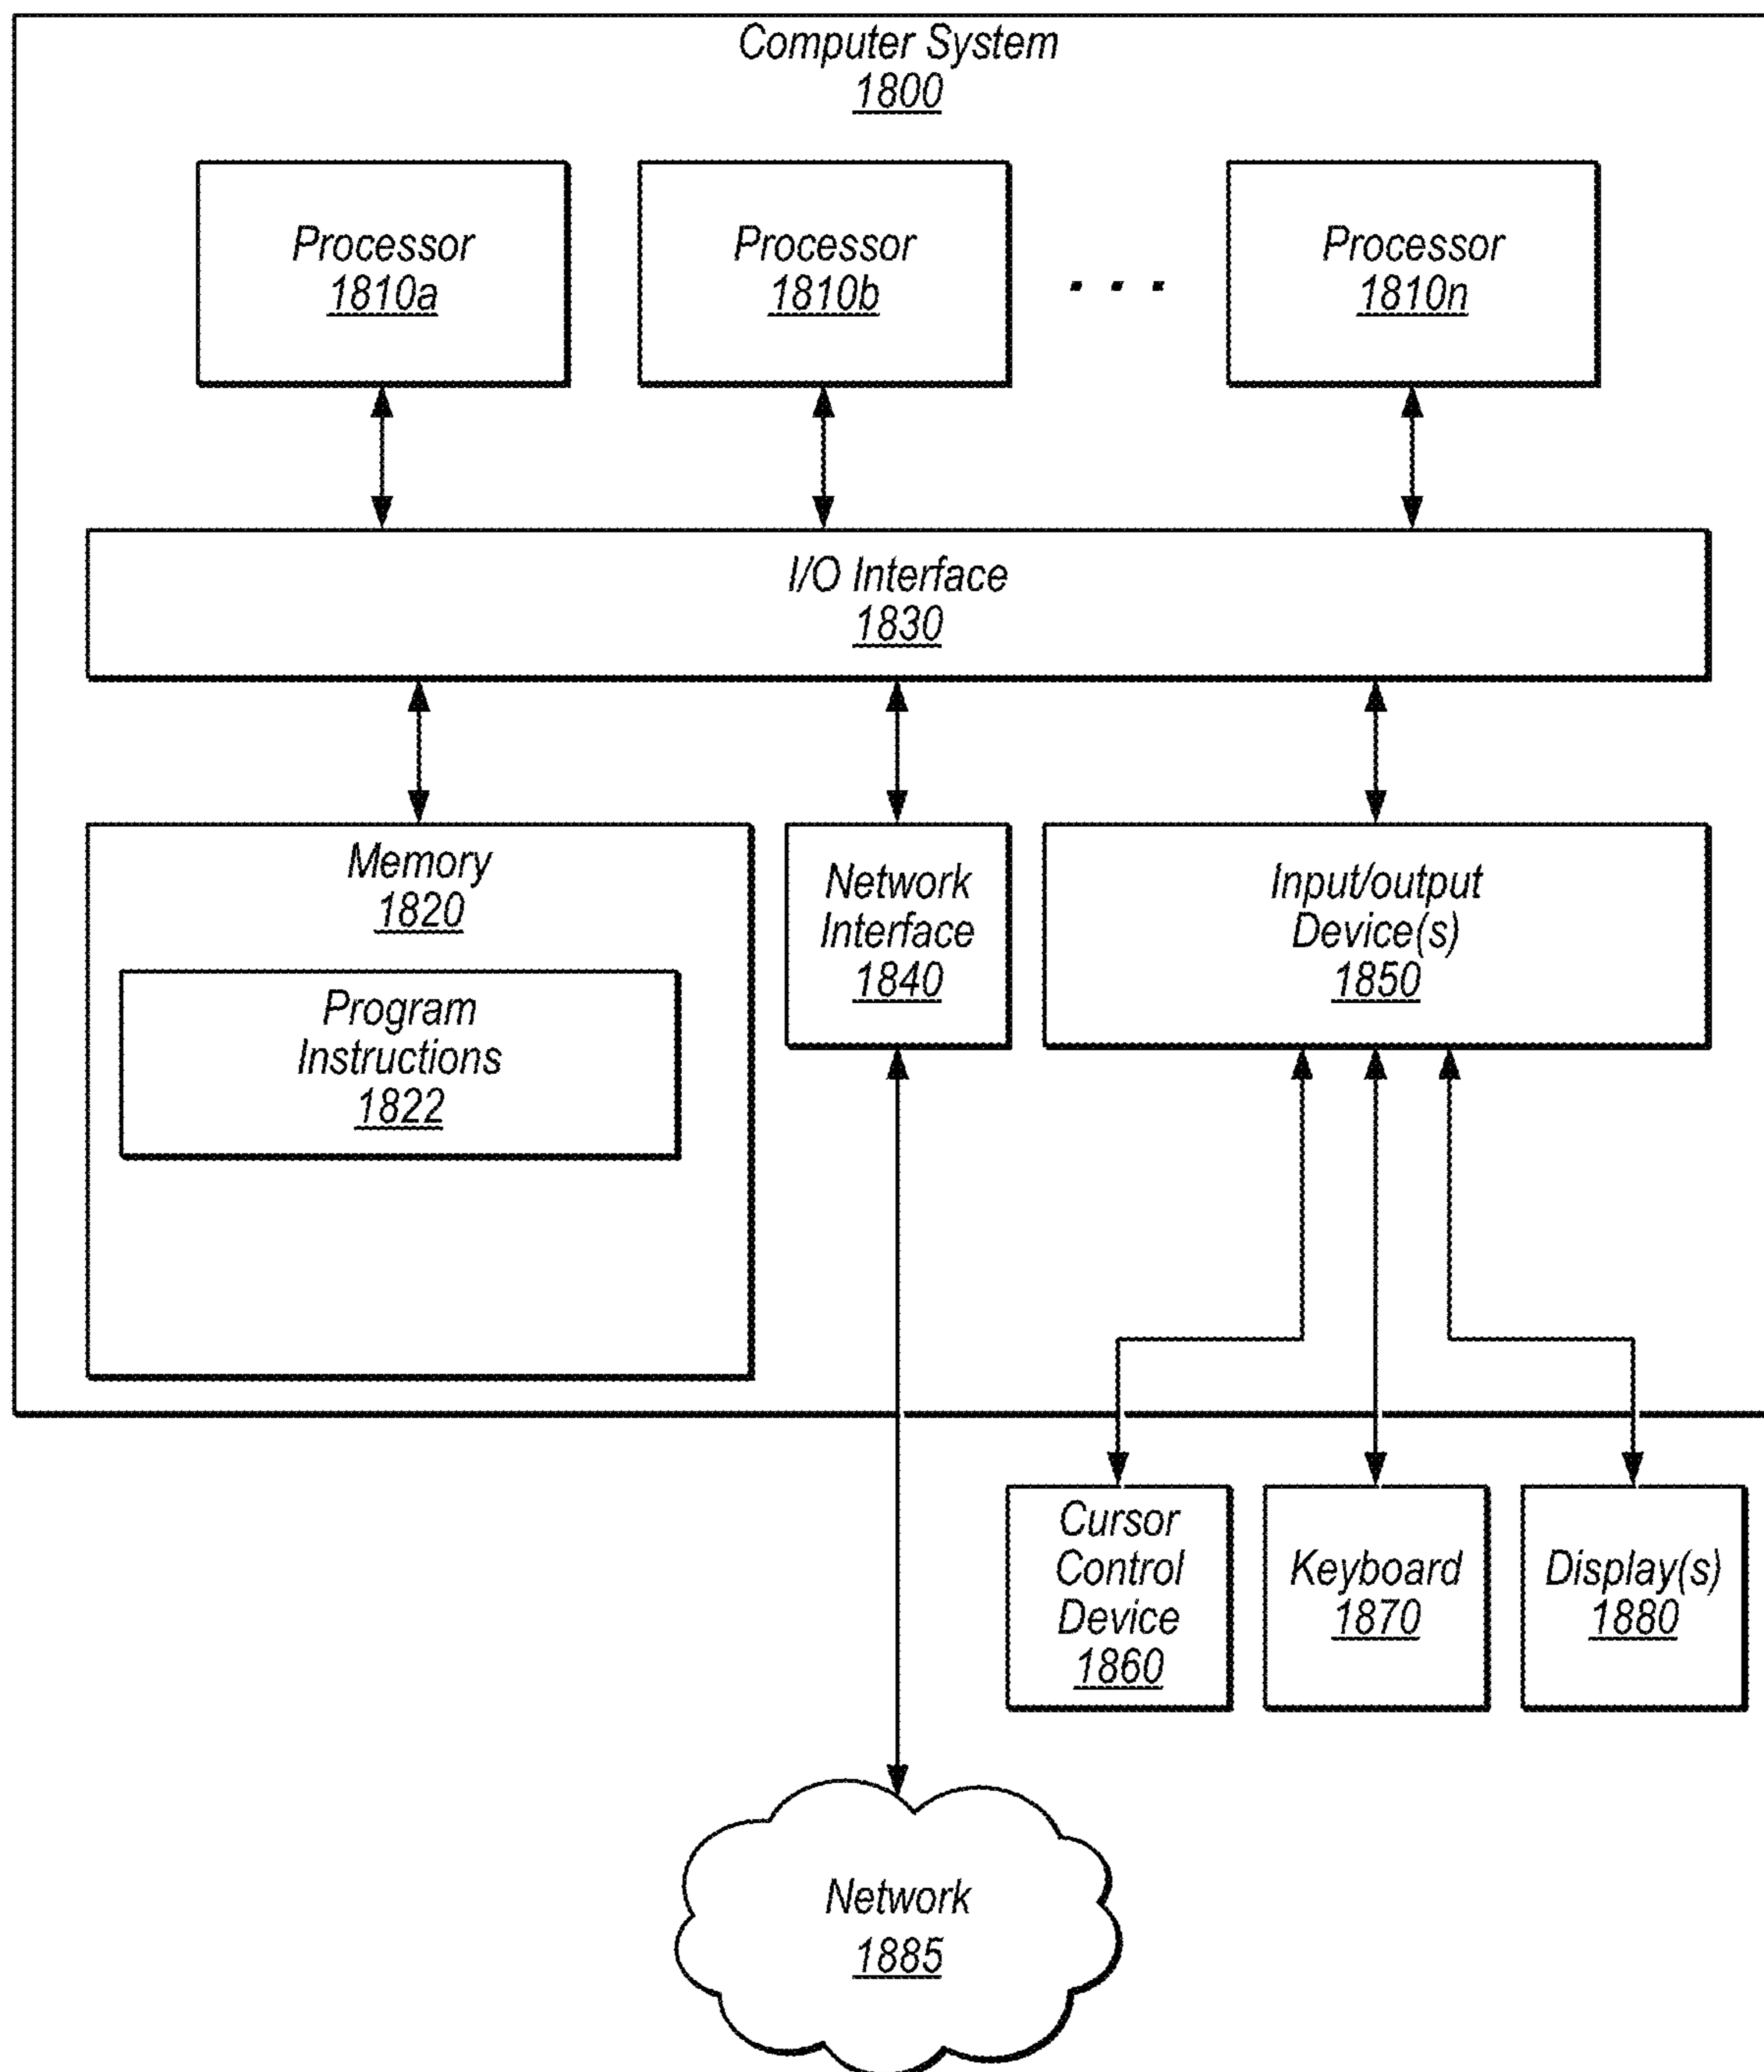 Computer System
1800
Processor
1810a
Processor
1810b
. . .
Processor
1810n
I/O Interface
1830
Memory
1820
Program
Instructions
1822
Network
Interface
1840
Input/output
Device(s)
1850
Cursor
Control
Device
1860
Keyboard
1870
Display(s)
1880
Network
1885